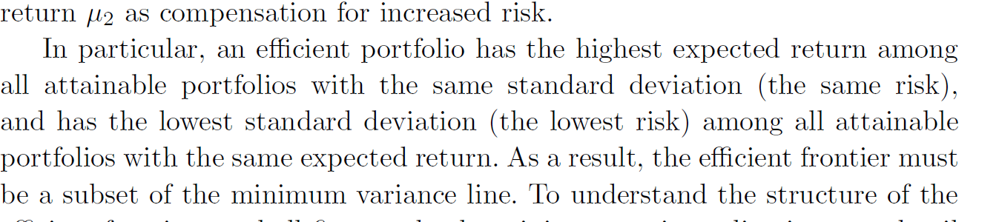 return μ₂ as compensation for increased risk.
In particular, an efficient portfolio has the highest expected return among
all attainable portfolios with the same standard deviation (the same risk),
and has the lowest standard deviation (the lowest risk) among all attainable
portfolios with the same expected return. As a result, the efficient frontier must
be a subset of the minimum variance line. To understand the structure of the